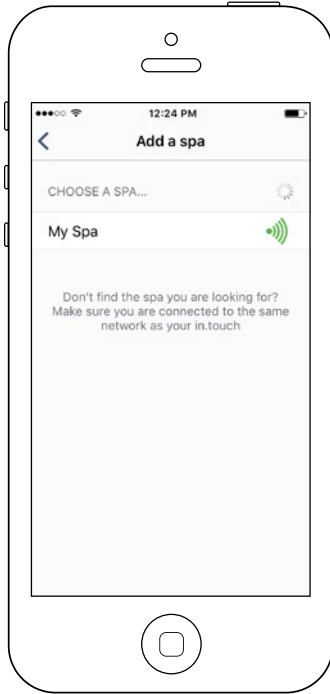 12:24 PM
Add a spa
CHOOSE A SPA...
My Spa
Don't find the spa you are looking for?
Make sure you are connected to the same
network as your in.touch